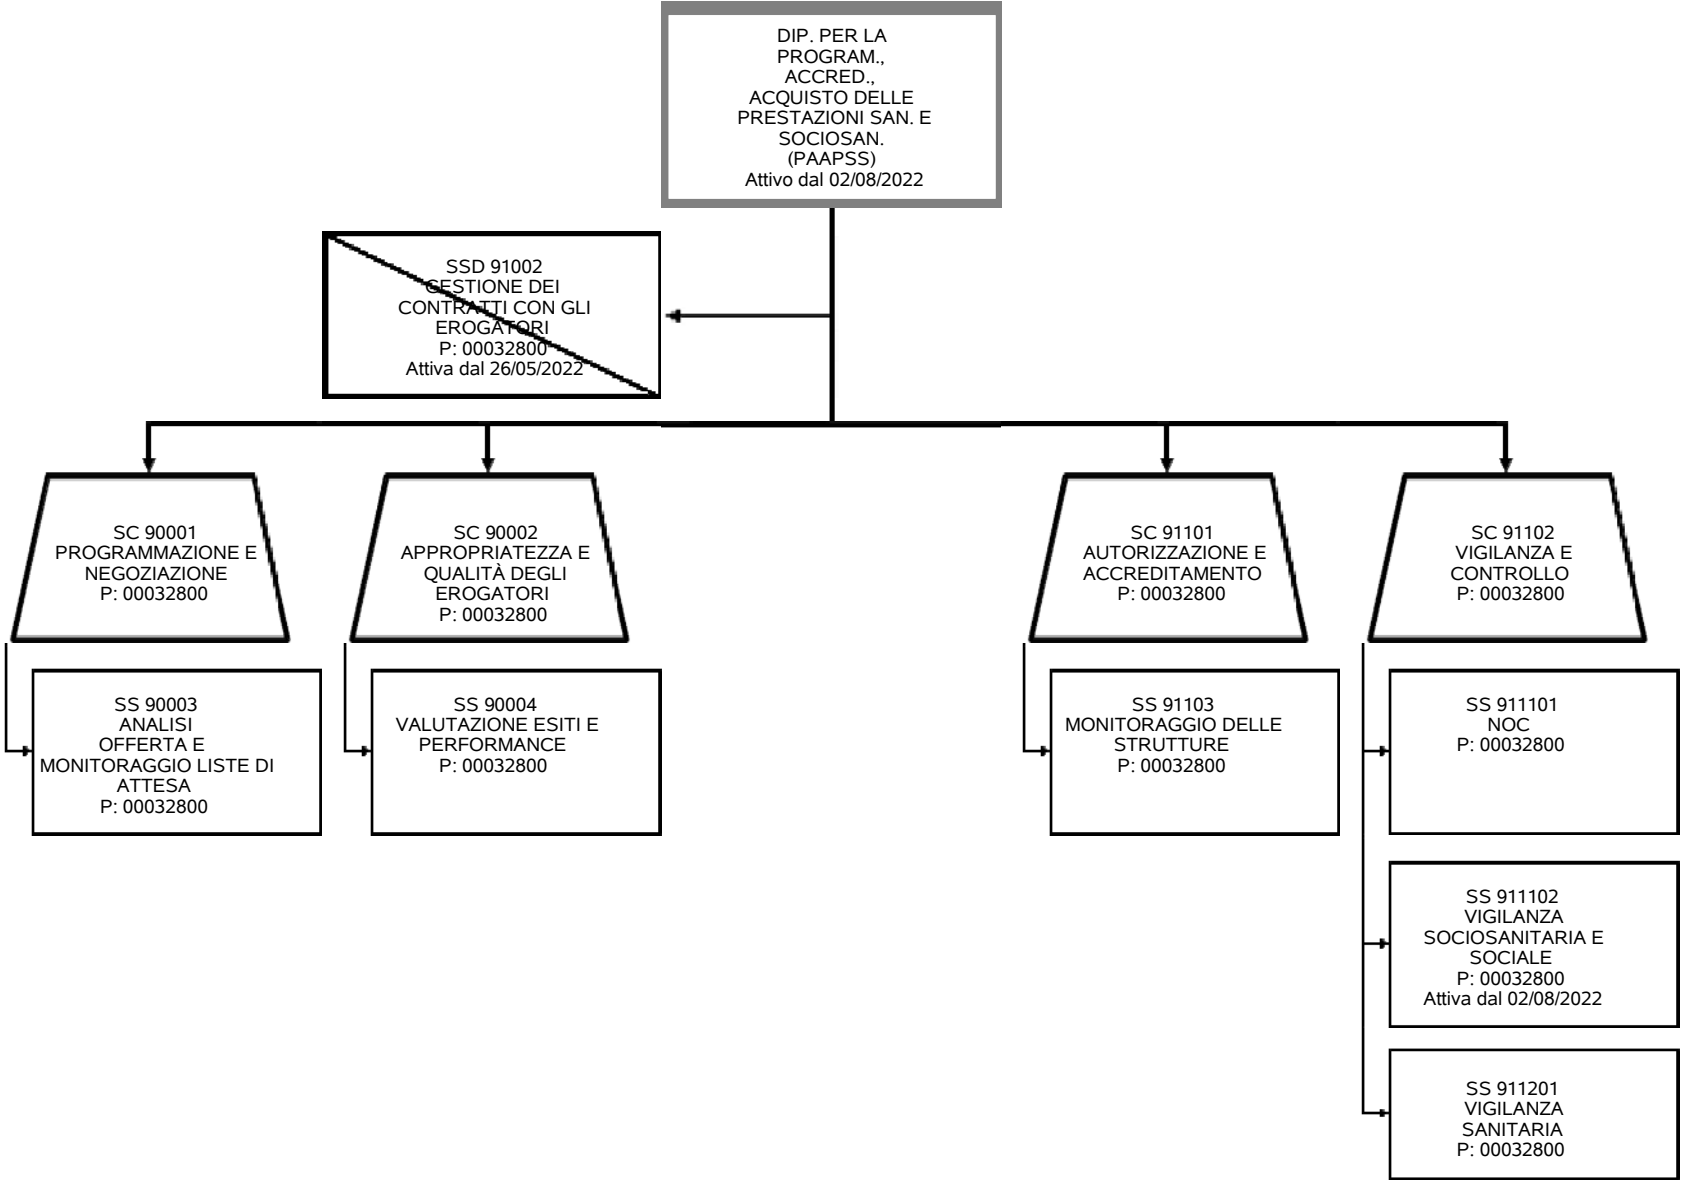 DIP. PER LA
PROGRAM.,
ACCRED.,
ACQUISTO DELLE
PRESTAZIONI SAN. E
SOCIOSAN.
(PAAPSS)
Attivo dal 02/08/2022
SSD 91002
GESTIONE DEI
CONTRATTI CON GLI
EROGATORI
P: 00032800
Attiva dal 26/05/2022
SC 90001
PROGRAMMAZIONE E
NEGOZIAZIONE
P: 00032800
SC 90002
APPROPRIATEZZA E
QUALITÀ DEGLI
EROGATORI
P: 00032800
SC 91101
AUTORIZZAZIONE E
ACCREDITAMENTO
P: 00032800
SC 91102
VIGILANZA E
CONTROLLO
P: 00032800
SS 90003
ANALISI
OFFERTA E
MONITORAGGIO LISTE DI
ATTESA
P: 00032800
SS 90004
VALUTAZIONE ESITI E
PERFORMANCE
P: 00032800
SS 91103
MONITORAGGIO DELLE
STRUTTURE
P: 00032800
SS 911101
NOC
P: 00032800
SS 911102
VIGILANZA
SOCIOSANITARIA E
SOCIALE
P: 00032800
Attiva dal 02/08/2022
SS 911201
VIGILANZA
SANITARIA
P: 00032800